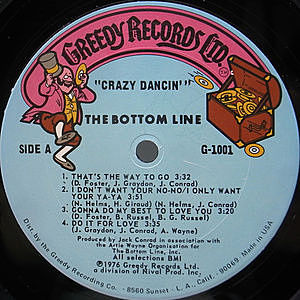 GREEDY RECORDS LTD.
"CRAZY DANCIN'"
THE BOTTOM LINE
SIDE A
G-1001
1. THAT'S THE WAY TO GO 3:32
(D. Foster, J. Graydon, J. Conrad)
2. I DON'T WANT YOUR NO-NO/I ONLY WANT
YOUR YA-YA 3:51
(N. Helms, H. Giraud) (N. Helms, J. Conrad)
3. GONNA DO MY BEST TO LOVE YOU 3:20
(D. Foster, B. Russel, B. G. Russel)
4. DO IT FOR LOVE 3:44
(J. Graydon, J. Conrad, A. Wayne)
Produced by Jack Conrad in association with
the Artie Wayne Organisation for
The Bottom Line, Inc.
All selections BMI
℗1976 Greedy Records Ltd.
a division of Nival Prod. Inc.
Dist. by the Greedy Recording Co. - 8560 Sunset - L.A. Calif. - 90069 Made in USA